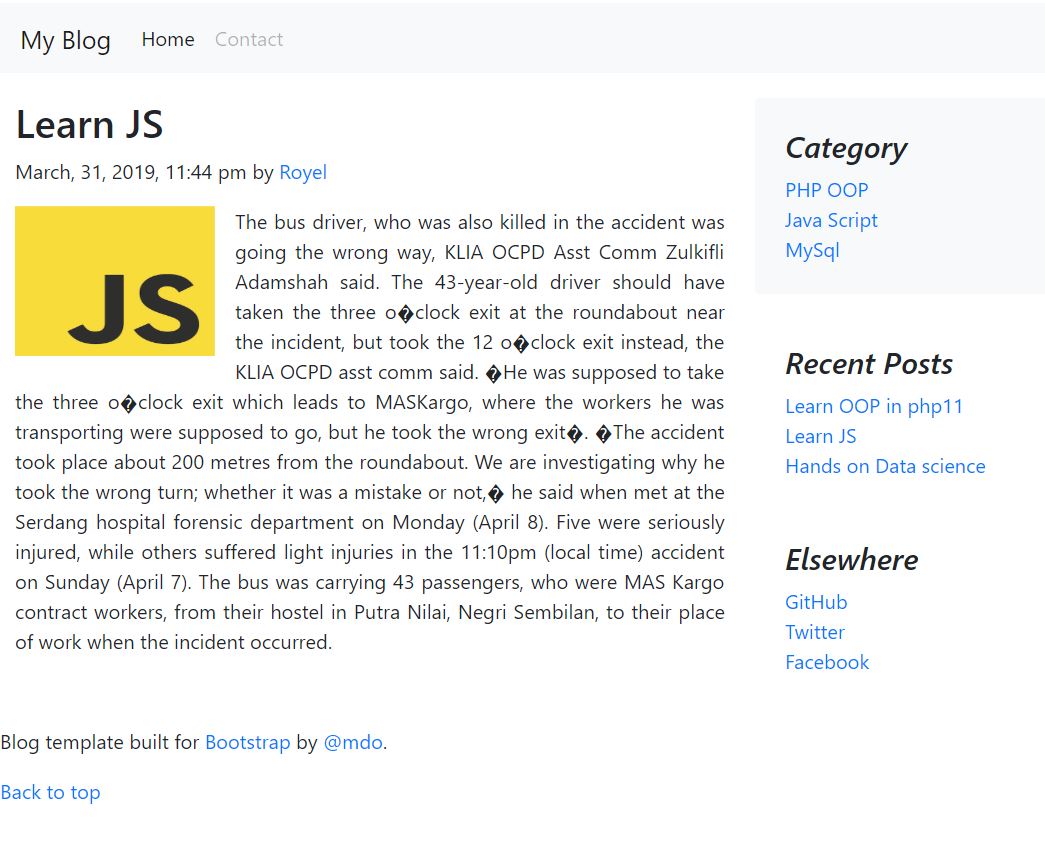 My Blog Home Contact
Learn JS
March, 31, 2019, 11:44 pm by Royel
JS
The bus driver, who was also killed in the accident was
going the wrong way, KLIA OCPD Asst Comm Zulkifli
Adamshah said. The 43-year-old driver should have
taken the three o�clock exit at the roundabout near
the incident, but took the 12 o�clock exit instead, the
KLIA OCPD asst comm said. �He was supposed to take
the three o�clock exit which leads to MASKargo, where the workers he was
transporting were supposed to go, but he took the wrong exit�. �The accident
took place about 200 metres from the roundabout. We are investigating why he
took the wrong turn; whether it was a mistake or not,� he said when met at the
Serdang hospital forensic department on Monday (April 8). Five were seriously
injured, while others suffered light injuries in the 11:10pm (local time) accident
on Sunday (April 7). The bus was carrying 43 passengers, who were MAS Kargo
contract workers, from their hostel in Putra Nilai, Negri Sembilan, to their place
of work when the incident occurred.
Category
PHP OOP
Java Script
MySql
Recent Posts
Learn OOP in php11
Learn JS
Hands on Data science
Elsewhere
GitHub
Twitter
Facebook
Blog template built for Bootstrap by @mdo.
Back to top